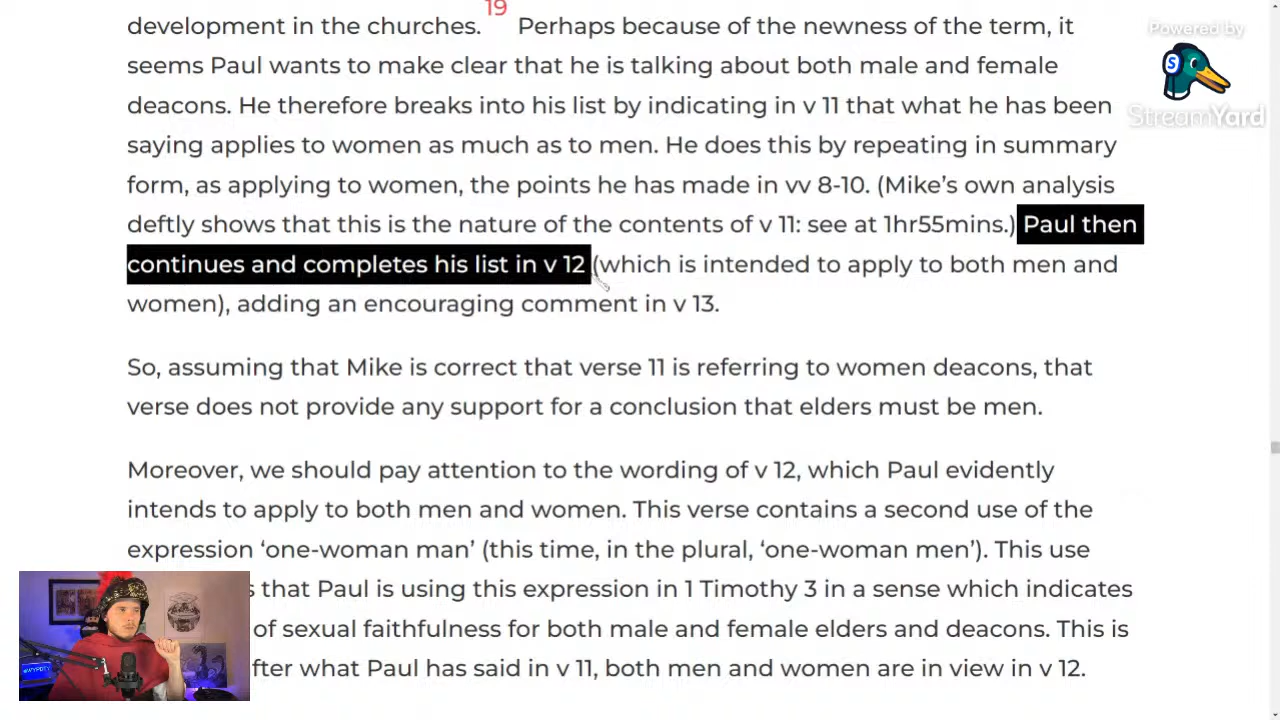 19
development in the churches. Perhaps because of the newness of the term, it
Powered by
seems Paul wants to make clear that he is talking about both male and female
S
deacons. He therefore breaks into his list by indicating in v 11 that what he has been
StreamYard
saying applies to women as much as to men. He does this by repeating in summary
form, as applying to women, the points he has made in vv 8-10. (Mike’s own analysis
deftly shows that this is the nature of the contents of v 11: see at 1hr55mins.) Paul then
continues and completes his list in v 12 (which is intended to apply to both men and
women), adding an encouraging comment in v 13.
So, assuming that Mike is correct that verse 11 is referring to women deacons, that
verse does not provide any support for a conclusion that elders must be men.
Moreover, we should pay attention to the wording of v 12, which Paul evidently
intends to apply to both men and women. This verse contains a second use of the
expression ‘one-woman man’ (this time, in the plural, ‘one-woman men’). This use
s that Paul is using this expression in 1 Timothy 3 in a sense which indicates
of sexual faithfulness for both male and female elders and deacons. This is
fter what Paul has said in v 11, both men and women are in view in v 12.